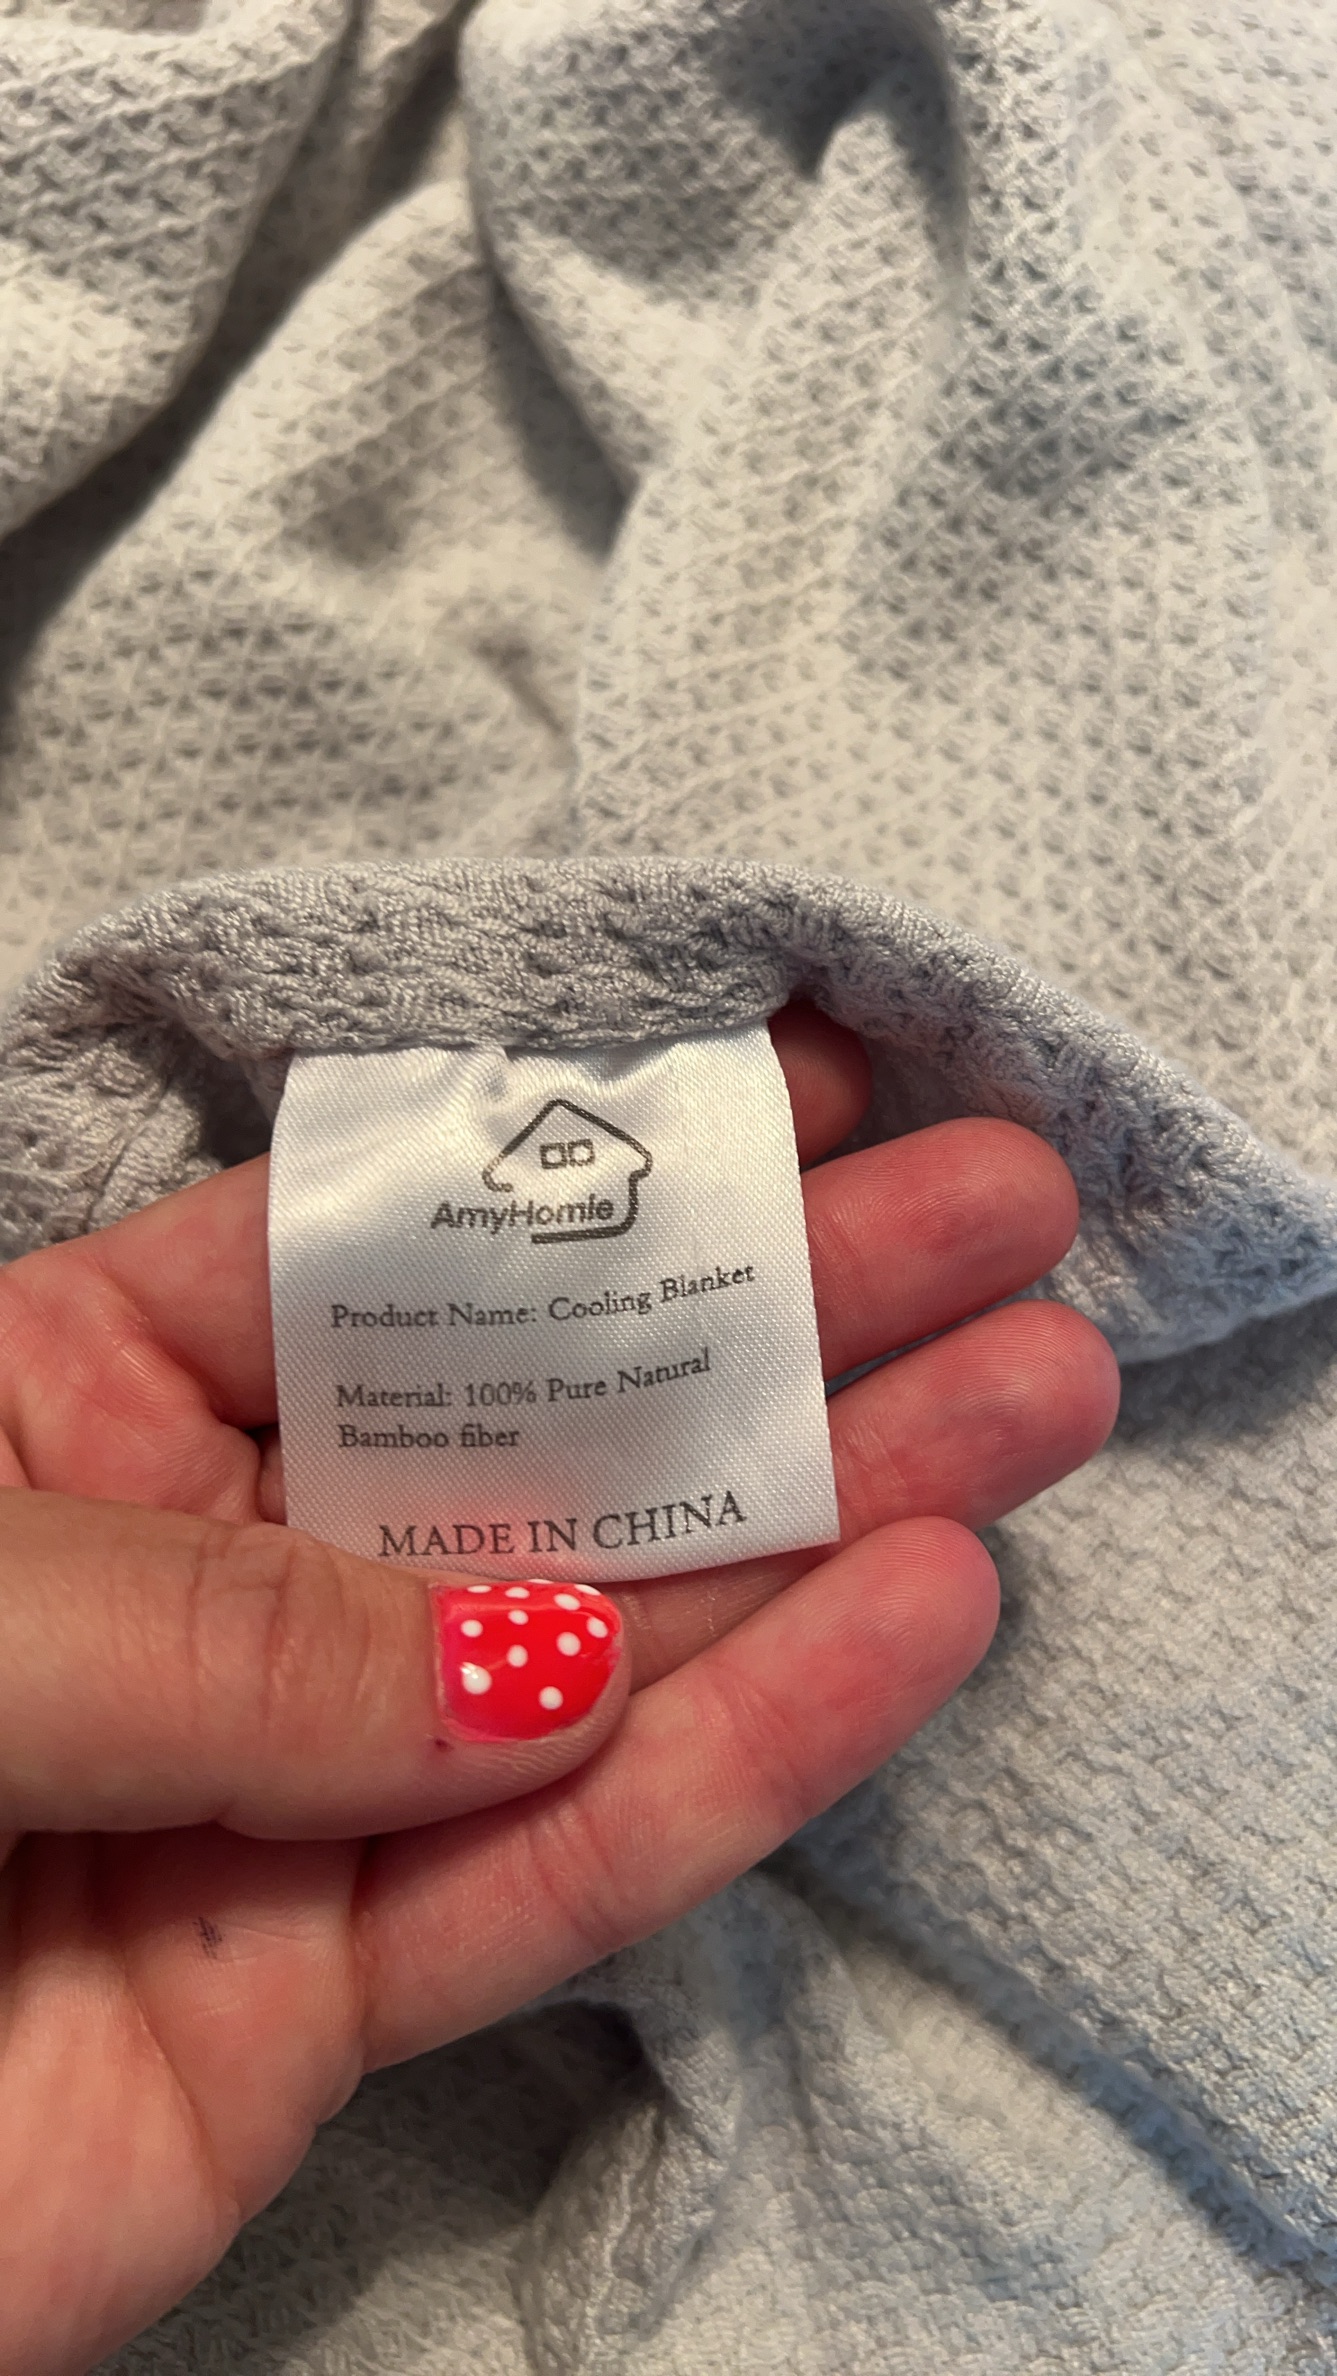 AmyHomie
Product Name: Cooling Blanket
Material: 100% Pure Natural
Bamboo fiber
MADE IN CHINA